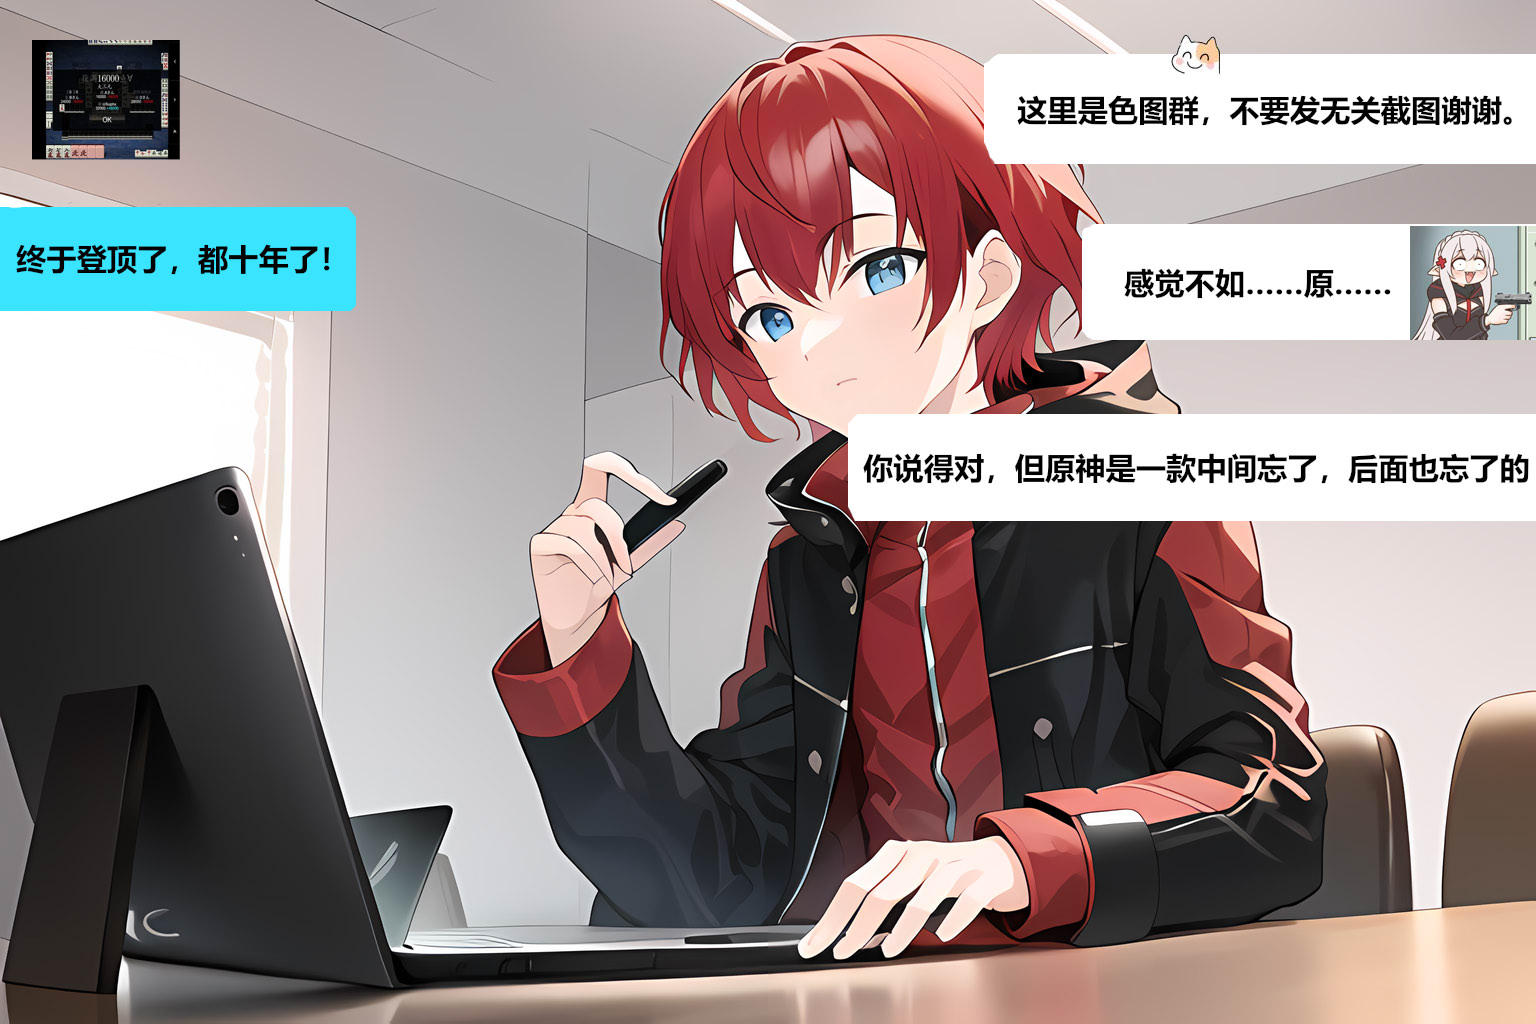 16000
OK
这里是色图群，不要发无关截图谢谢。
终于登顶了，都十年了！
感觉不如……原……
你说得对，但原神是一款中间忘了，后面也忘了的